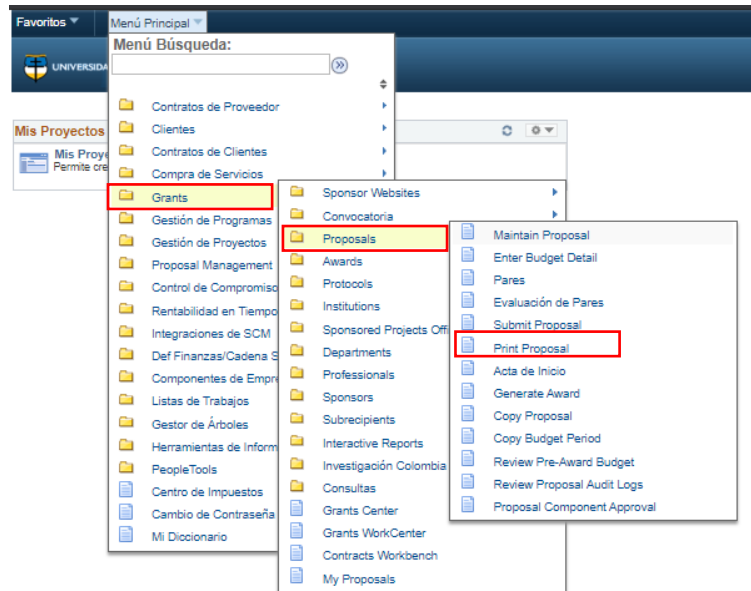 Favoritos
Menú Principal
Menú Búsqueda:
UNIVERSIDA
Mis Proyectos
Mis Proye
Permite cre
Contratos de Proveedor
Clientes
Contratos de Clientes
Compra de Servicios
Grants
Gestión de Programas
Gestión de Proyectos
Proposal Management
Control de Compromiso
Rentabilidad en Tiempo
Integraciones de SCM
Def Finanzas/Cadena S
Componentes de Empre
Listas de Trabajos
Gestor de Árboles
Herramientas de Inform
PeopleTools
Centro de Impuestos
Cambio de Contraseña
Mi Diccionario
Sponsor Websites
Convocatoria
Proposals
Awards
Protocols
Institutions
Sponsored Projects Offi
Departments
Professionals
Sponsors
Subrecipients
Interactive Reports
Investigación Colombia
Consultas
Grants Center
Grants WorkCenter
Contracts Workbench
My Proposals
Maintain Proposal
Enter Budget Detail
Pares
Evaluación de Pares
Submit Proposal
Print Proposal
Acta de Inicio
Generate Award
Copy Proposal
Copy Budget Period
Review Pre-Award Budget
Review Proposal Audit Logs
Proposal Component Approval